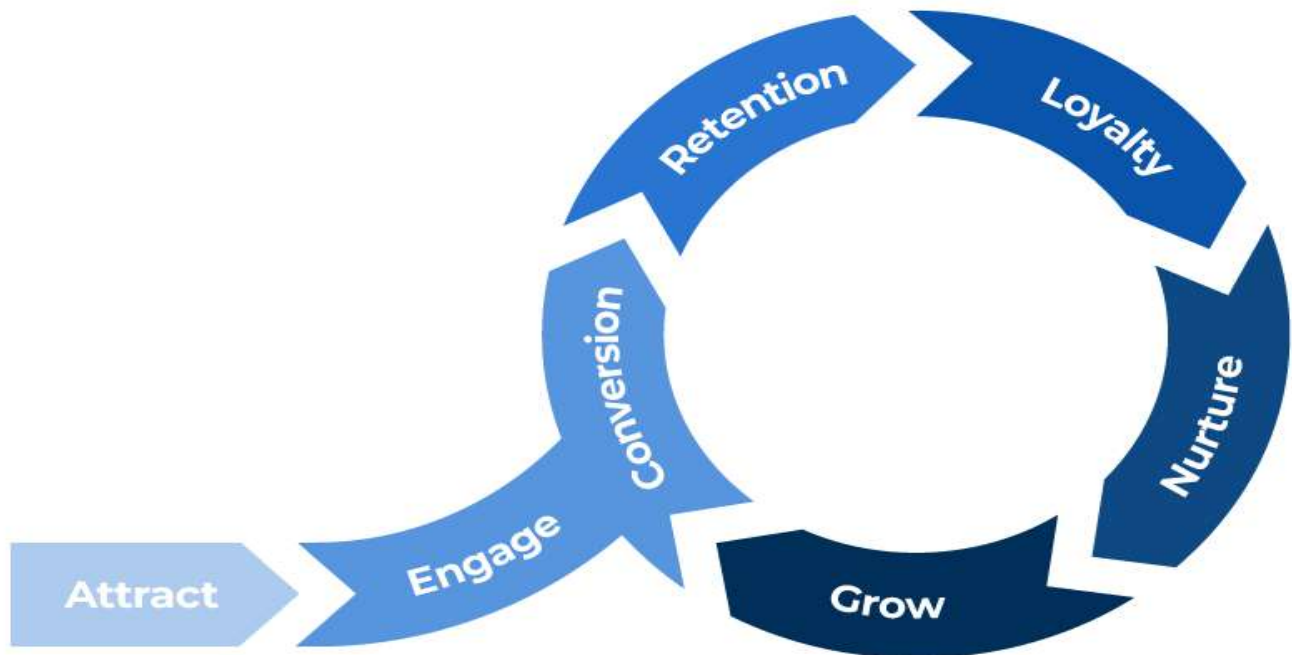 Attract
Engage
Conversion
Retention
Loyalty
Nurture
Grow